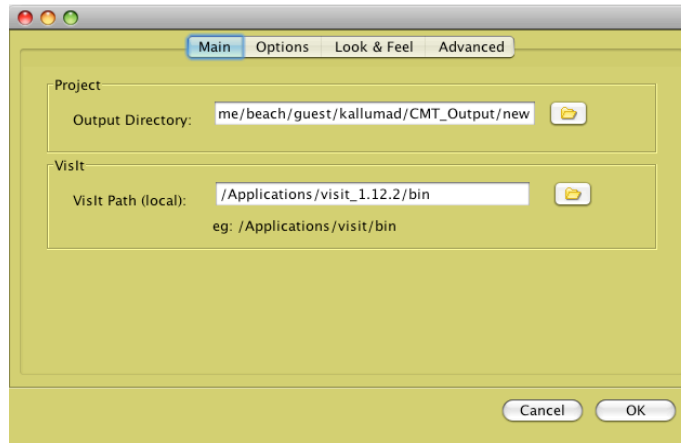 Main Options Look & Feel Advanced
Project
Output Directory: me/beach/guest/kallumad/CMT_Output/new
VisIt
VisIt Path (local): /Applications/visit_1.12.2/bin
eg: /Applications/visit/bin
Cancel OK